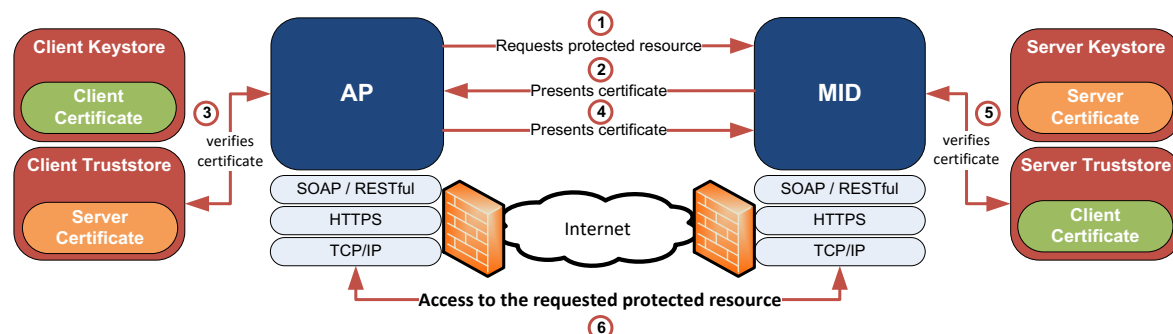 Client Keystore
Client
Certificate
3
verifies
certificate
Client Truststore
Server
Certificate
AP
1
Requests protected resource
2
Presents certificate
4
Presents certificate
MID
Server Keystore
Server
Certificate
5
verifies
certificate
Server Truststore
Client
Certificate
SOAP / RESTful
HTTPS
TCP/IP
Internet
SOAP / RESTful
HTTPS
TCP/IP
Access to the requested protected resource
6